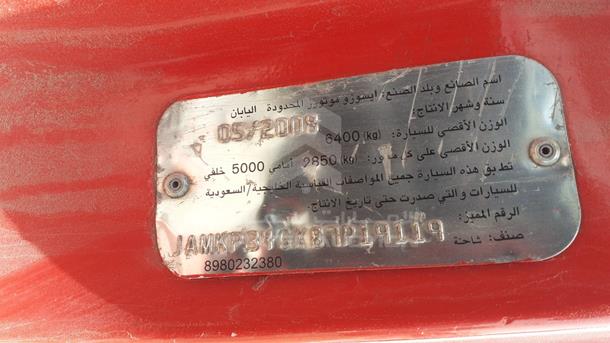 اسم الصانع وبلد الصنع: ايسوزو موتورز المحدودة اليابان
سنة وشهر الانتاج:
05/2008
الوزن الأقصى للسيارة: 6400 (kg)
الوزن الأقصى على كل محور: 2850 (kg) أمامي 5000 خلفي
تطابق هذه السيارة جميع المواصفات القياسية الخليجية/السعودية
للسيارات والتي صدرت حتى تاريخ الانتاج.
الرقم المميز:
صنف: شاحنة
8980232380